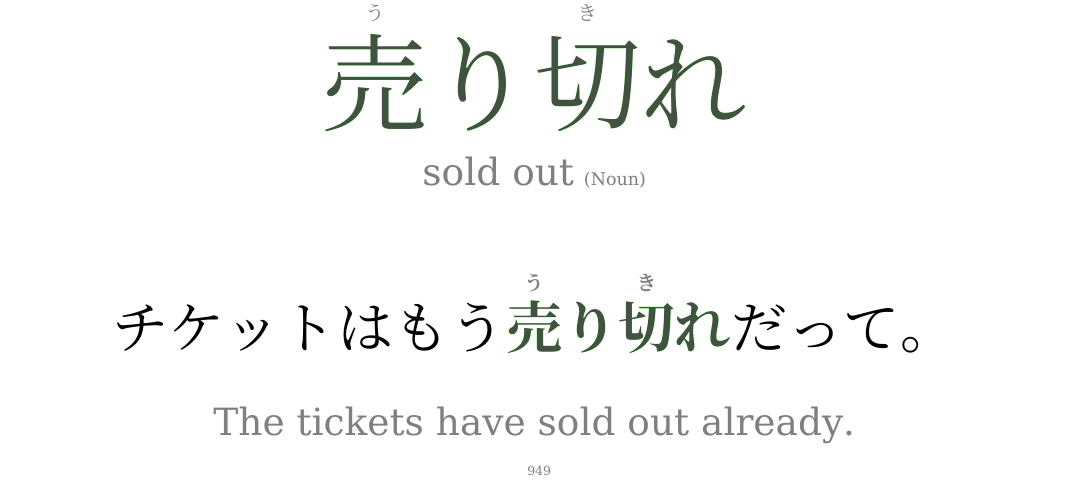 う き
売り切れ
sold out (Noun)
う き
チケットはもう売り切れだって。
The tickets have sold out already.
949